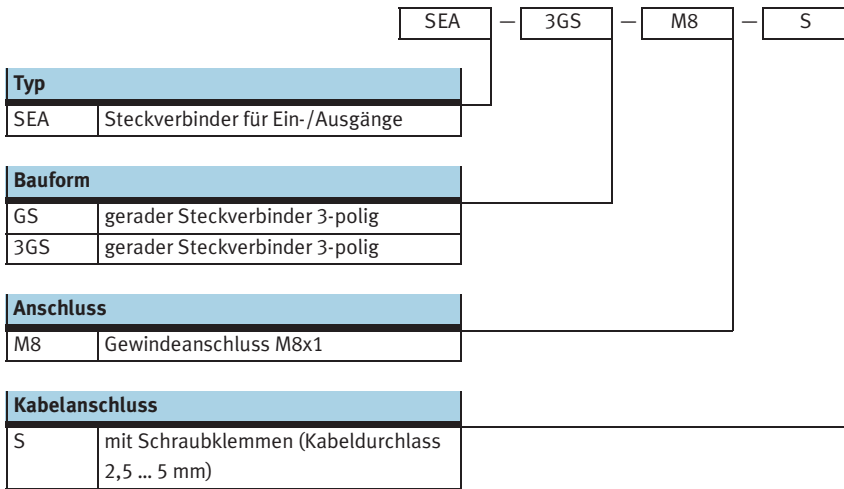 SEA – 3GS – M8 – S
Typ
SEA Steckverbinder für Ein-/Ausgänge
Bauform
GS gerader Steckverbinder 3-polig
3GS gerader Steckverbinder 3-polig
Anschluss
M8 Gewindeanschluss M8x1
Kabelanschluss
S mit Schraubklemmen (Kabeldurchlass
2,5 ... 5 mm)